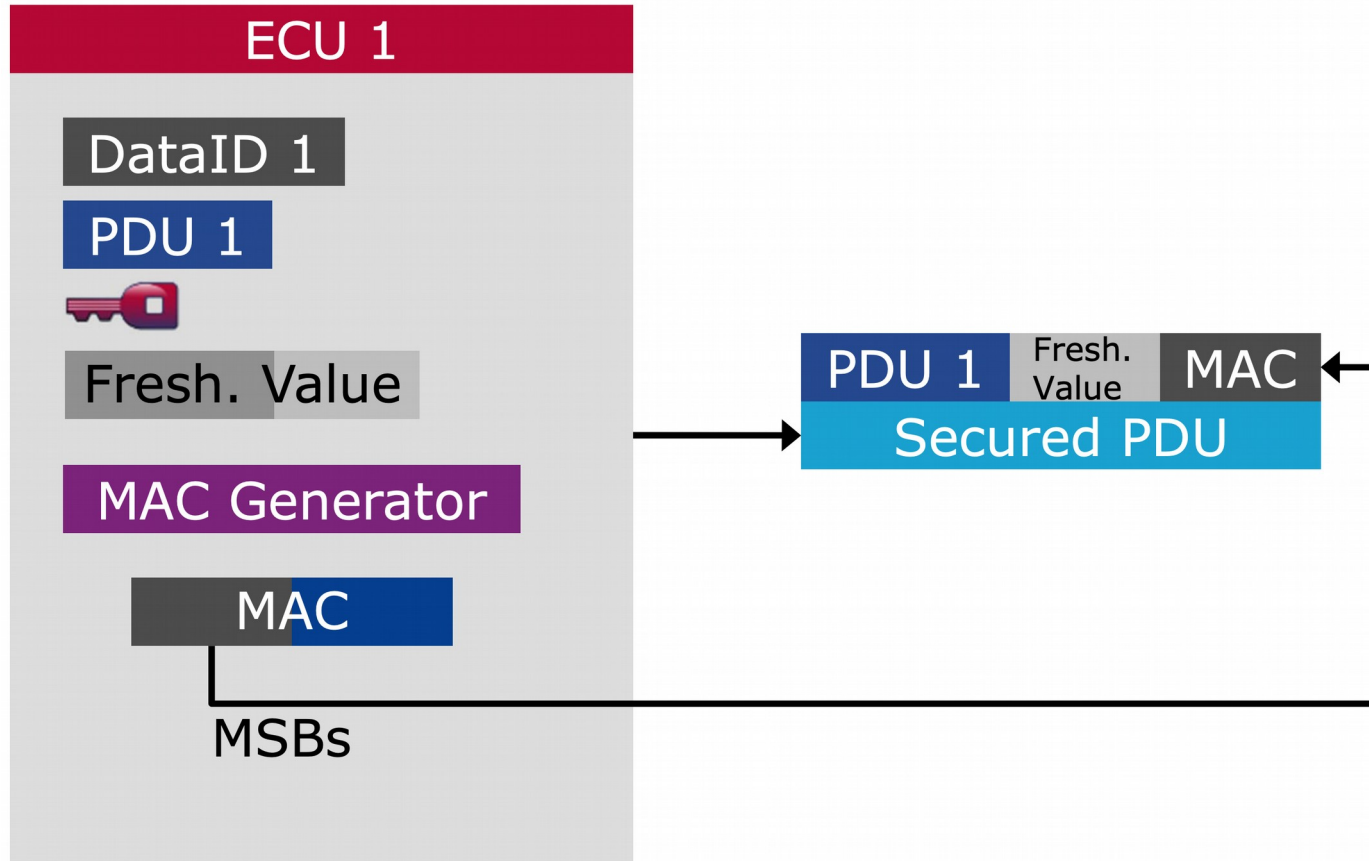 ECU 1
DataID 1
PDU 1
Fresh. Value
MAC Generator
MAC
MSBs
PDU 1
Fresh.
Value
MAC
Secured PDU